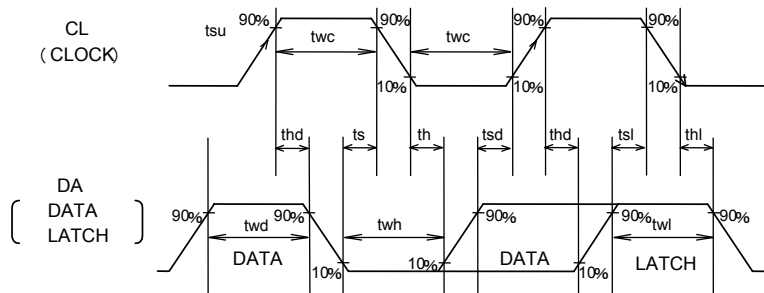 CL
( CLOCK)
tsu
90%
twc
90%
twc
90%
90%
10%
10%
10%
thd
ts
th
tsd
thd
tsl
thl
DA
DATA
LATCH
90%
twd
90%
twh
90%
90%
twl
90%
10%
10%
10%
DATA
DATA
LATCH